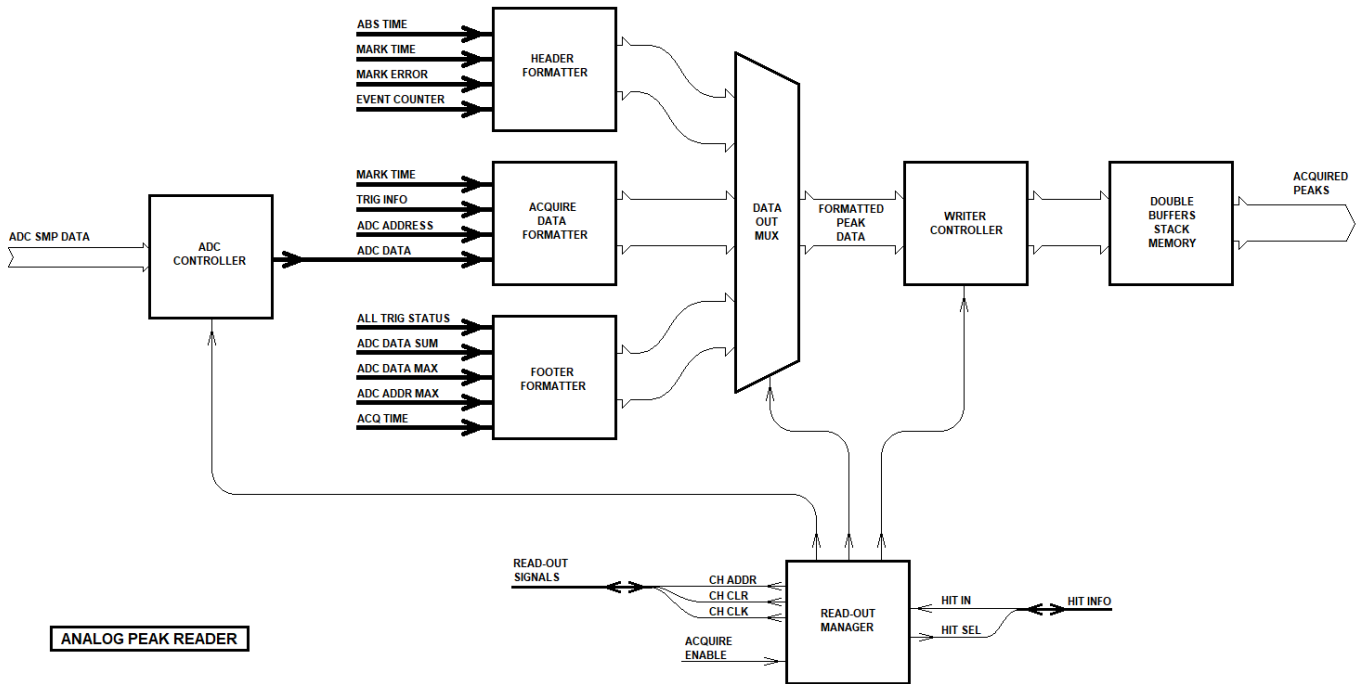 ABS TIME
MARK TIME
MARK ERROR
EVENT COUNTER
HEADER
FORMATTER
MARK TIME
TRIG INFO
ADC ADDRESS
ADC DATA
ACQUIRE
DATA
FORMATTER
ADC SMP DATA
ADC
CONTROLLER
ALL TRIG STATUS
ADC DATA SUM
ADC DATA MAX
ADC ADDR MAX
ACQ TIME
FOOTER
FORMATTER
DATA
OUT
MUX
FORMATTED
PEAK
DATA
WRITER
CONTROLLER
DOUBLE
BUFFERS
STACK
MEMORY
ACQUIRED
PEAKS
READ-OUT
SIGNALS
CH ADDR
CH CLR
CH CLK
ACQUIRE
ENABLE
READ-OUT
MANAGER
HIT IN
HIT SEL
HIT INFO
ANALOG PEAK READER